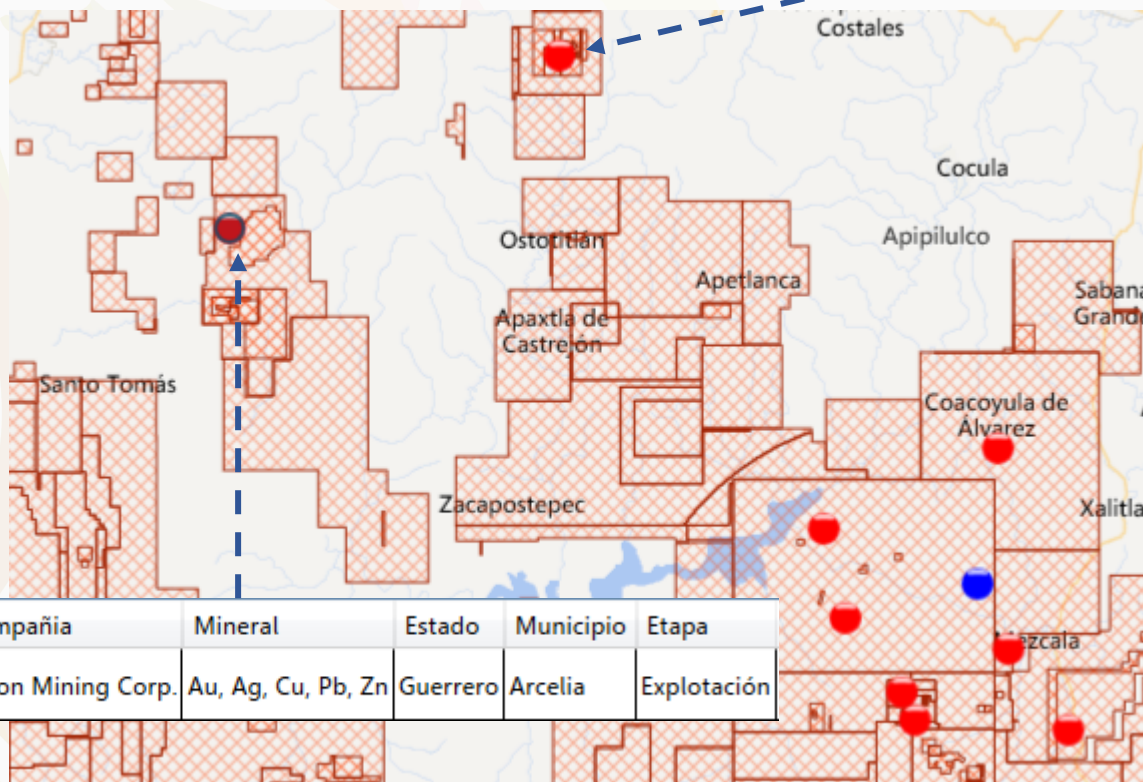 Costales
Cocula
Apipilulco
Ostotitlán
Apetlanca
Sabana
Grande
Apaxtla de
Castrejón
Santo Tomás
Coacoyula de
Álvarez
Zacapostepec
Xalitla
Mezcala
mpañia Mineral Estado Municipio Etapa
on Mining Corp. Au, Ag, Cu, Pb, Zn Guerrero Arcelia Explotación